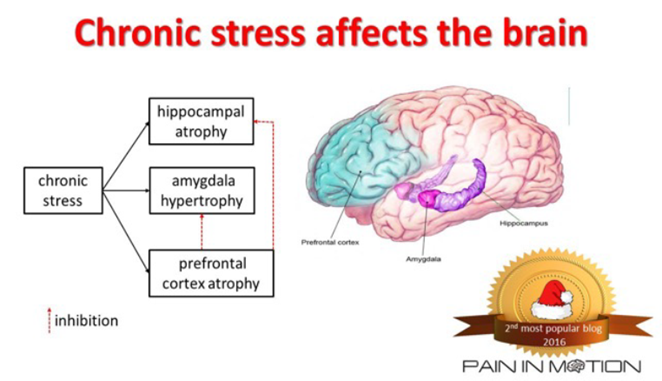 Chronic stress affects the brain
hippocampal
atrophy
chronic
stress
amygdala
hypertrophy
prefrontal
cortex atrophy
inhibition
Prefrontal cortex
Amygdala
Hippocampus
2nd most popular blog
2016
PAIN IN MOTION